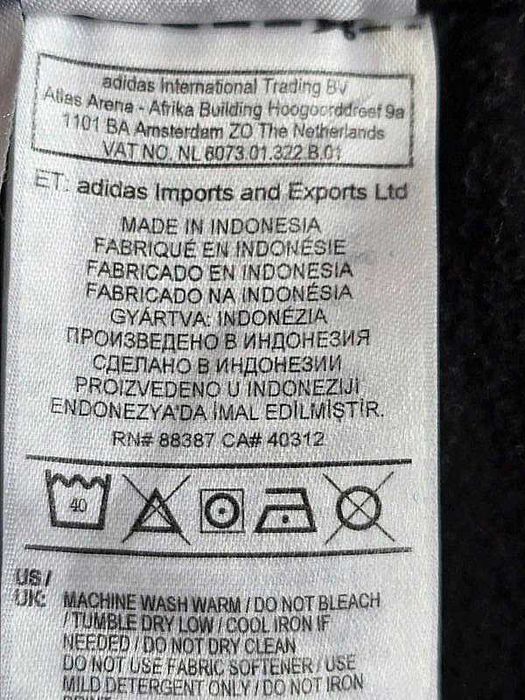 adidas International Trading BV
Atlas Arena - Afrika Building Hoogoorddreef 9a
1101 BA Amsterdam ZO The Netherlands
VAT NO. NL 8073.01.322.B.01
ET: adidas Imports and Exports Ltd
MADE IN INDONESIA
FABRIQUÉ EN INDONÉSIE
FABRICADO EN INDONESIA
FABRICADO NA INDONÉSIA
GYÁRTVA: INDONÉZIA
ПРОИЗВЕДЕНО В ИНДОНЕЗИЯ
СДЕЛАНО В ИНДОНЕЗИИ
PROIZVEDENO U INDONEZIJI
ENDONEZYA'DA İMAL EDİLMİŞTİR.
RN# 88387 CA# 40312
40
US /
UK: MACHINE WASH WARM / DO NOT BLEACH
/ TUMBLE DRY LOW / COOL IRON IF
NEEDED / DO NOT DRY CLEAN
DO NOT USE FABRIC SOFTENER / USE
MILD DETERGENT ONLY / DO NOT IRON